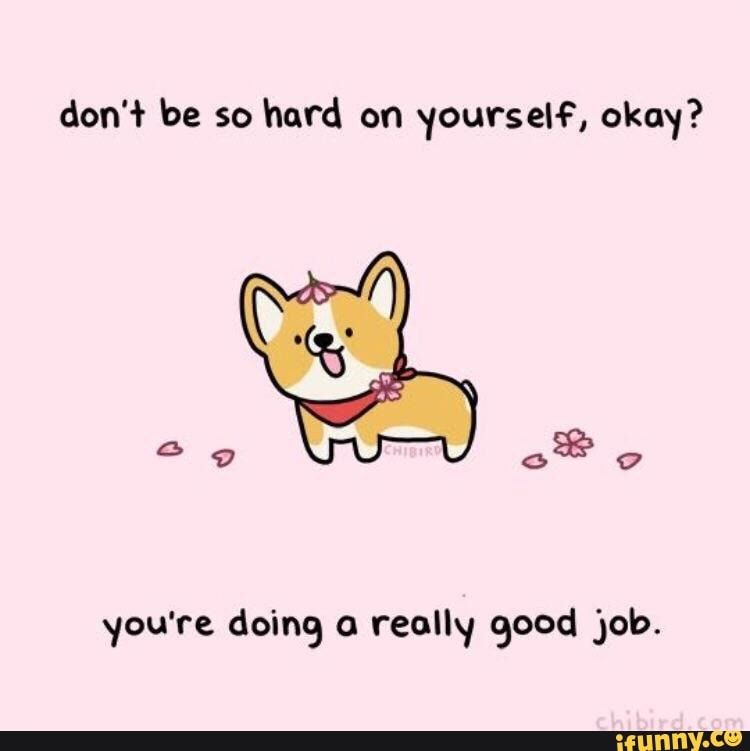 don't be so hard on yourself, okay?
CHIBIRD
you're doing a really good job.
chibird.com
ifunny.co